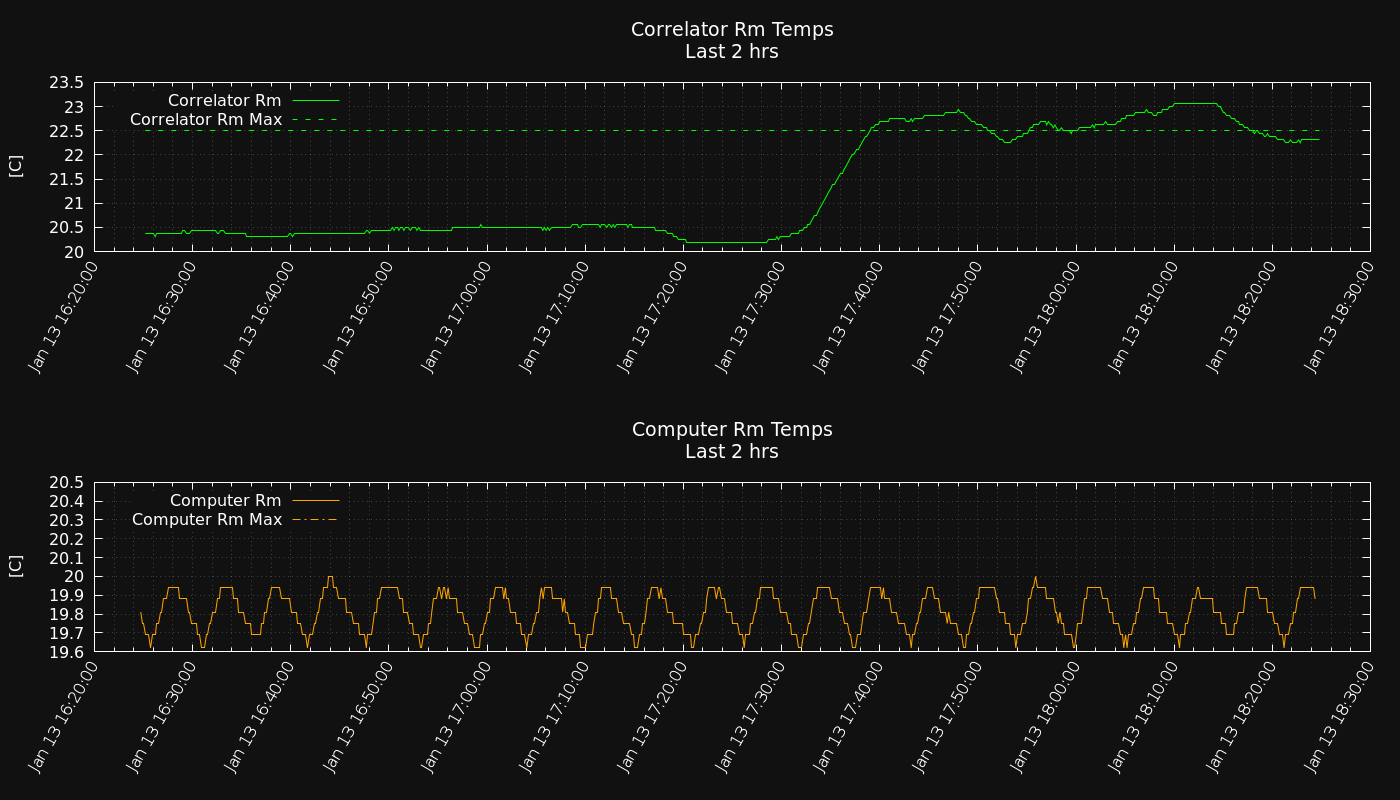 Correlator Rm Temps
Last 2 hrs
23.5
23
22.5
22
21.5
21
20.5
20
[C]
Correlator Rm
Correlator Rm Max
Jan 13 16:20:00
Jan 13 16:30:00
Jan 13 16:40:00
Jan 13 16:50:00
Jan 13 17:00:00
Jan 13 17:10:00
Jan 13 17:20:00
Jan 13 17:30:00
Jan 13 17:40:00
Jan 13 17:50:00
Jan 13 18:00:00
Jan 13 18:10:00
Jan 13 18:20:00
Jan 13 18:30:00
Computer Rm Temps
Last 2 hrs
20.5
20.4
20.3
20.2
20.1
20
19.9
19.8
19.7
19.6
[C]
Computer Rm
Computer Rm Max
Jan 13 16:20:00
Jan 13 16:30:00
Jan 13 16:40:00
Jan 13 16:50:00
Jan 13 17:00:00
Jan 13 17:10:00
Jan 13 17:20:00
Jan 13 17:30:00
Jan 13 17:40:00
Jan 13 17:50:00
Jan 13 18:00:00
Jan 13 18:10:00
Jan 13 18:20:00
Jan 13 18:30:00